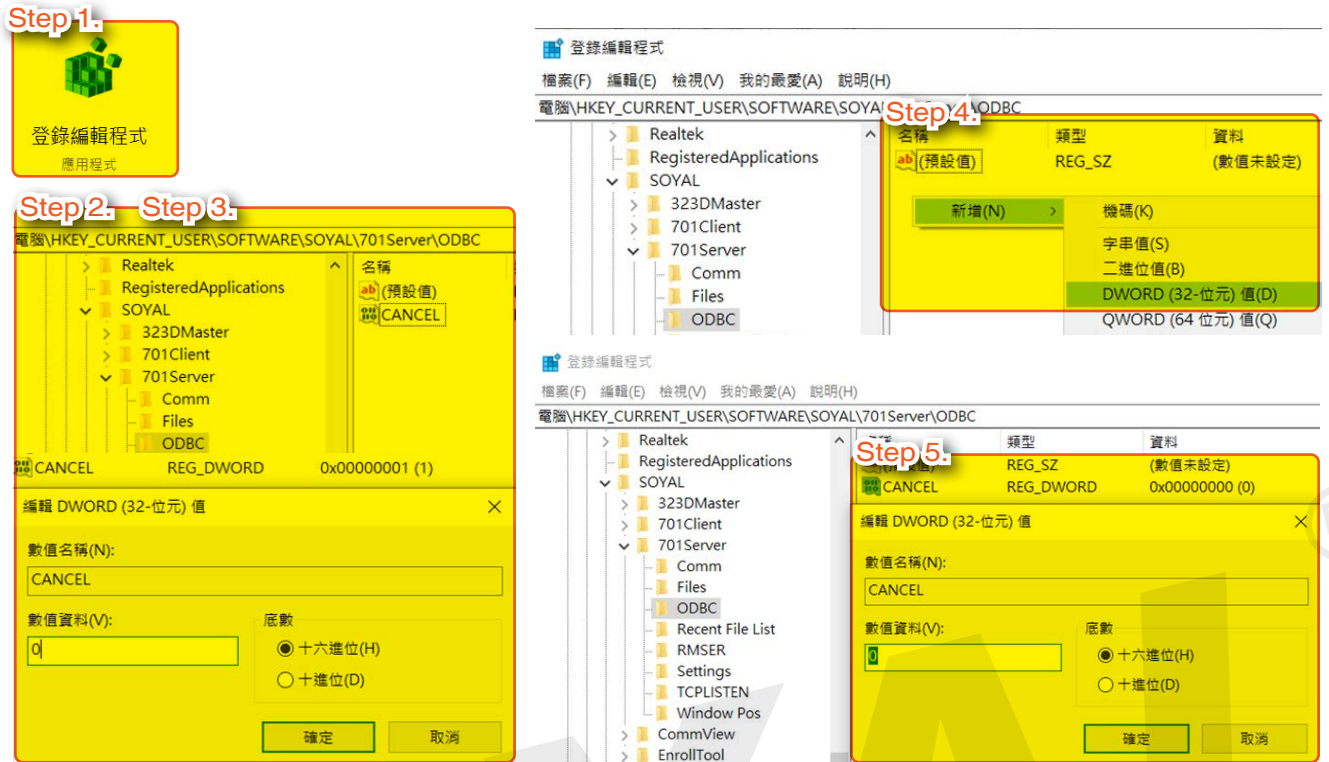 Step 1.
登錄編輯程式
應用程式
Step 2. Step 3.
電腦\HKEY_CURRENT_USER\SOFTWARE\SOYAL\701Server\ODBC
Realtek
RegisteredApplications
SOYAL
323DMaster
701Client
701Server
Comm
Files
ODBC
名稱
(預設值)
CANCEL
CANCEL REG_DWORD 0x00000001 (1)
編輯 DWORD (32-位元) 值
數值名稱(N):
CANCEL
數值資料(V):
0
底數
十六進位(H)
十進位(D)
確定 取消
登錄編輯程式
檔案(F) 編輯(E) 檢視(V) 我的最愛(A) 說明(H)
電腦\HKEY_CURRENT_USER\SOFTWARE\SOYAL \ODBC
Realtek
RegisteredApplications
SOYAL
323DMaster
701Client
701Server
Comm
Files
ODBC
Step 4.
名稱 類型 資料
(預設值) REG_SZ (數值未設定)
新增(N)
機碼(K)
字串值(S)
二進位值(B)
DWORD (32-位元) 值(D)
QWORD (64 位元) 值(Q)
登錄編輯程式
檔案(F) 編輯(E) 檢視(V) 我的最愛(A) 說明(H)
電腦\HKEY_CURRENT_USER\SOFTWARE\SOYAL\701Server\ODBC
Realtek
RegisteredApplications
SOYAL
323DMaster
701Client
701Server
Comm
Files
ODBC
Recent File List
RMSER
Settings
TCPLISTEN
Window Pos
CommView
EnrollTool
Step 5.
類型 資料
REG_SZ (數值未設定)
CANCEL REG_DWORD 0x00000000 (0)
編輯 DWORD (32-位元) 值
數值名稱(N):
CANCEL
數值資料(V):
0
底數
十六進位(H)
十進位(D)
確定 取消